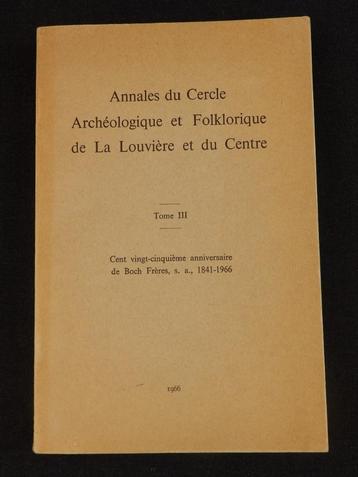 Annales du Cercle
Archéologique et Folklorique
de La Louvière et du Centre
Tome III
Cent vingt-cinquième anniversaire
de Boch Frères, s. a., 1841-1966
1966